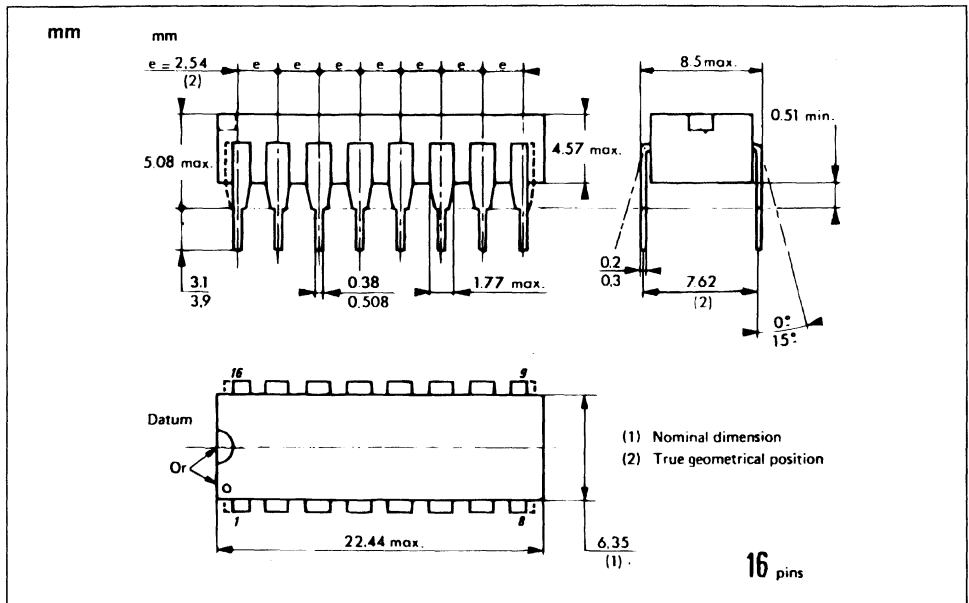 mm
mm
e = 2,54
(2)
e e e e e e e
8.5 max.
0.51 min.
5.08 max.
4.57 max.
3.1
3,9
0.38
0.508
1.77 max.
0.2
0,3
7.62
(2)
0°
15°
16 9
Datum
Or
(1) Nominal dimension
(2) True geometrical position
1 8
22.44 max.
6,35
(1)
16 pins